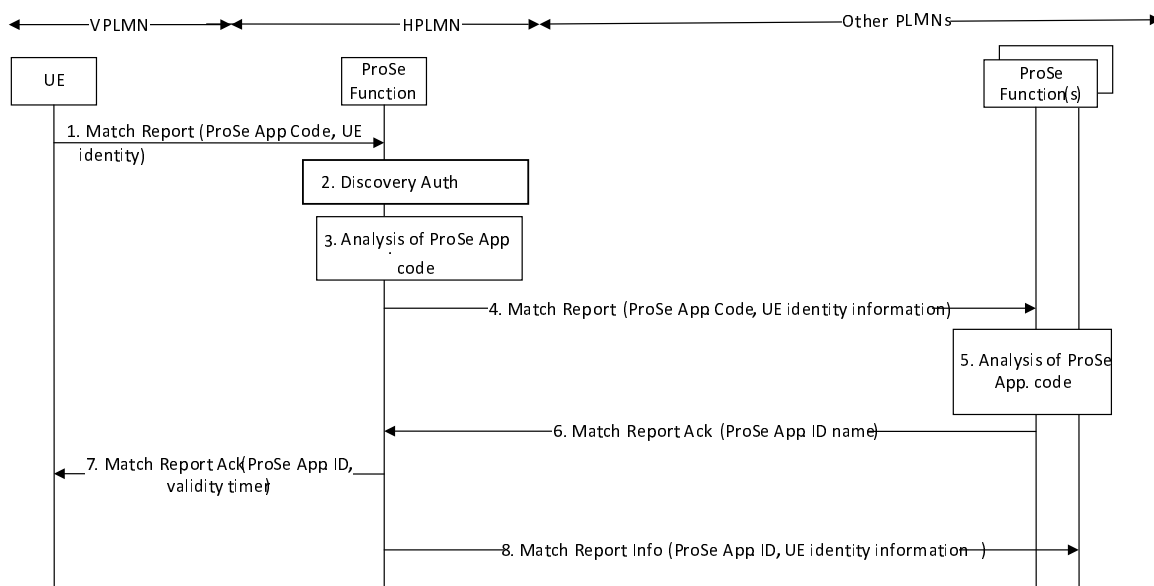 VPLMN
HPLMN
Other PLMNs
UE
ProSe
Function
ProSe
Function(s)
1. Match Report (ProSe App Code, UE
identity)
2. Discovery Auth
3. Analysis of ProSe App
code
4. Match Report (ProSe App. Code, UE identity information)
5. Analysis of ProSe
App. code
6. Match Report Ack (ProSe App. ID name)
7. Match Report Ack(ProSe App. ID,
validity timer)
8. Match Report Info (ProSe App. ID, UE identity information )